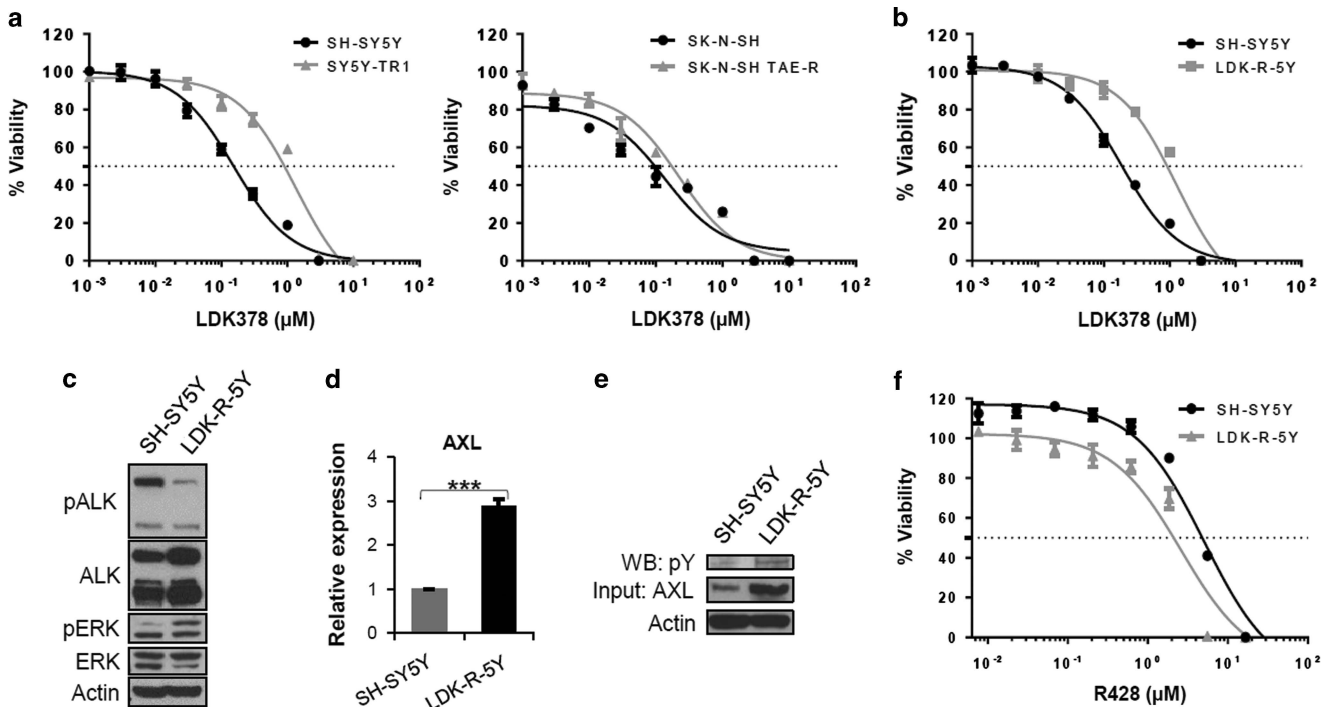 a
120
100
80
60
40
20
0
% Viability
SH-SY5Y
SY5Y-TR1
10⁻³ 10⁻² 10⁻¹ 10⁰ 10¹ 10²
LDK378 (µM)
120
100
80
60
40
20
0
% Viability
SK-N-SH
SK-N-SH TAE-R
10⁻³ 10⁻² 10⁻¹ 10⁰ 10¹ 10²
LDK378 (µM)
b
120
100
80
60
40
20
0
% Viability
SH-SY5Y
LDK-R-5Y
10⁻³ 10⁻² 10⁻¹ 10⁰ 10¹ 10²
LDK378 (µM)
c
SH-SY5Y
LDK-R-5Y
pALK
ALK
pERK
ERK
Actin
d
AXL
***
4
3
2
1
0
Relative expression
SH-SY5Y
LDK-R-5Y
e
SH-SY5Y
LDK-R-5Y
WB: pY
Input: AXL
Actin
f
120
100
80
60
40
20
0
% Viability
SH-SY5Y
LDK-R-5Y
10⁻² 10⁻¹ 10⁰ 10¹ 10²
R428 (µM)